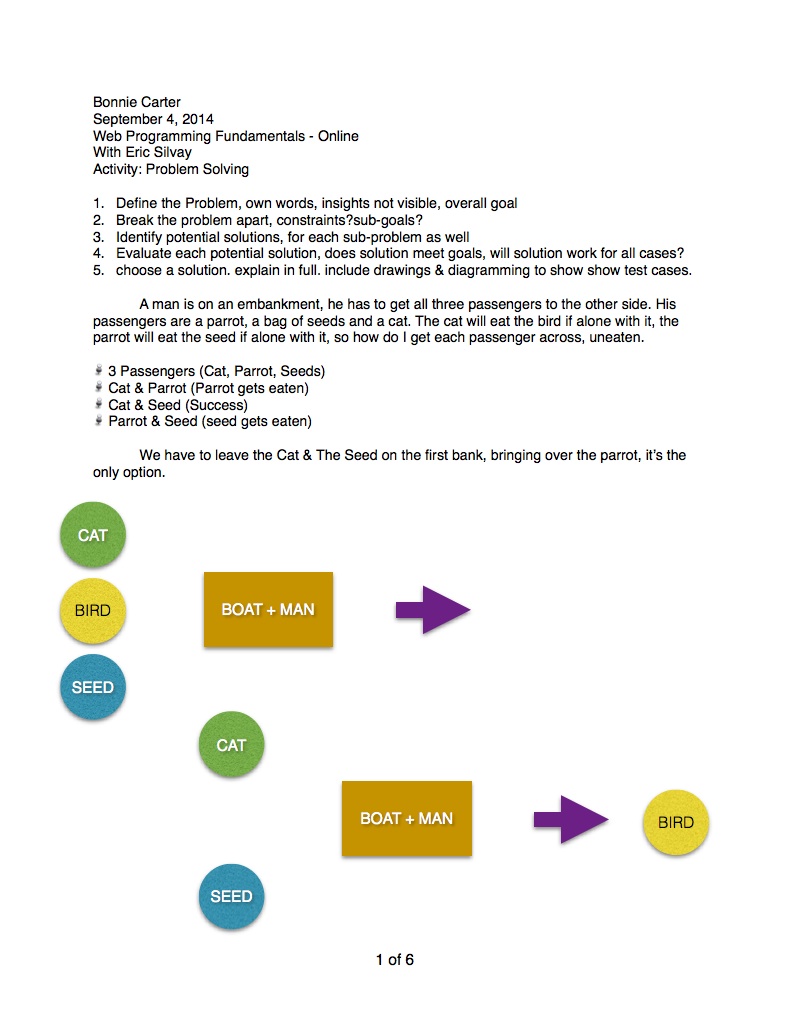 Bonnie Carter
September 4, 2014
Web Programming Fundamentals - Online
With Eric Silvay
Activity: Problem Solving
1. Define the Problem, own words, insights not visible, overall goal
2. Break the problem apart, constraints?sub-goals?
3. Identify potential solutions, for each sub-problem as well
4. Evaluate each potential solution, does solution meet goals, will solution work for all cases?
5. choose a solution. explain in full. include drawings & diagramming to show show test cases.
A man is on an embankment, he has to get all three passengers to the other side. His
passengers are a parrot, a bag of seeds and a cat. The cat will eat the bird if alone with it, the
parrot will eat the seed if alone with it, so how do I get each passenger across, uneaten.
3 Passengers (Cat, Parrot, Seeds)
Cat & Parrot (Parrot gets eaten)
Cat & Seed (Success)
Parrot & Seed (seed gets eaten)
We have to leave the Cat & The Seed on the first bank, bringing over the parrot, it's the
only option.
CAT
BIRD
BOAT + MAN
SEED
CAT
BOAT + MAN
BIRD
SEED
1 of 6